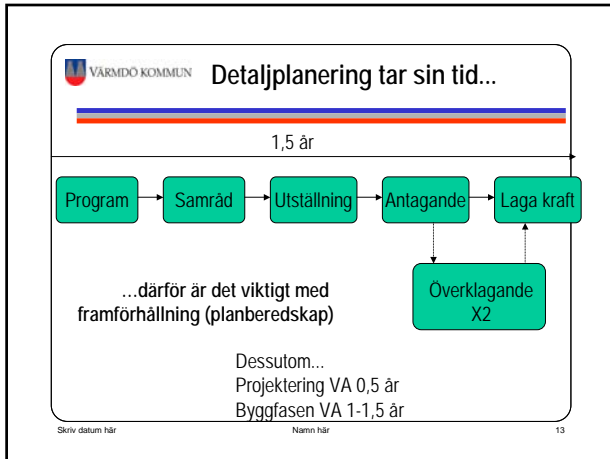 VÄRMDÖ KOMMUN
Detaljplanering tar sin tid...
1,5 år
Program
Samråd
Utställning
Antagande
Laga kraft
...därför är det viktigt med
framförhållning (planberedskap)
Överklagande
X2
Dessutom...
Projektering VA 0,5 år
Byggfasen VA 1-1,5 år
Skriv datum här
Namn här
13